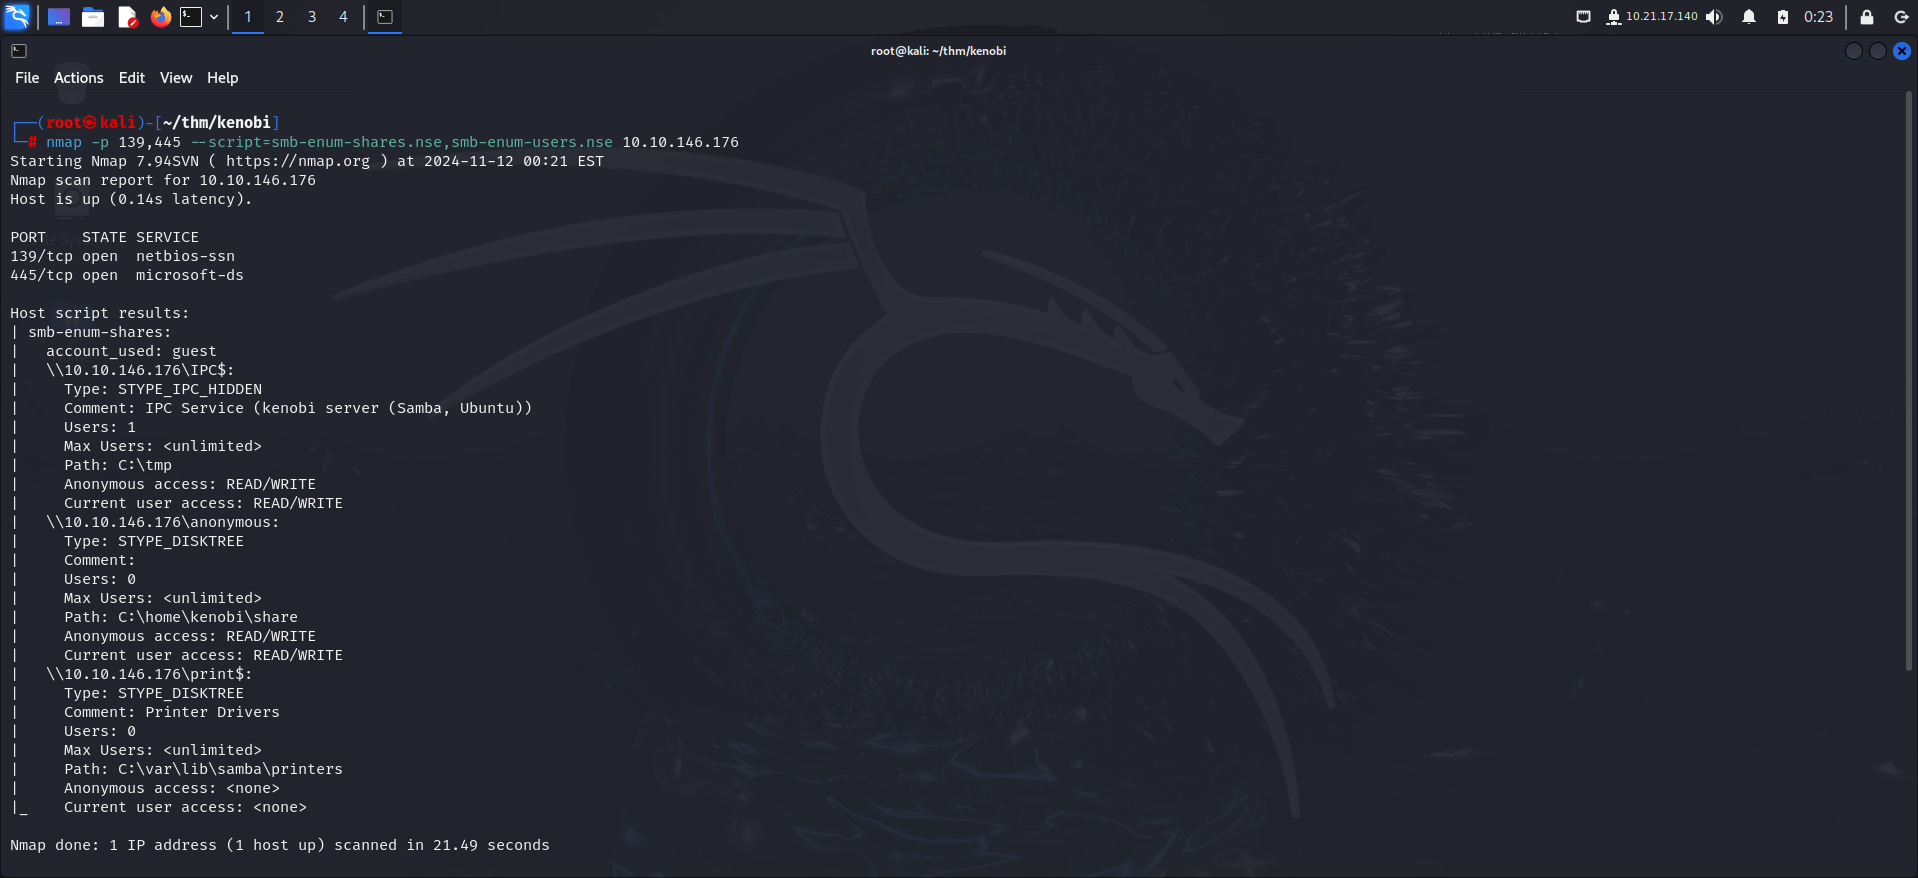 1 2 3 4
10.21.17.140
0:23
root@kali: ~/thm/kenobi
File Actions Edit View Help
┌──(root㉿kali)-[~/thm/kenobi]
└─# nmap -p 139,445 --script=smb-enum-shares.nse,smb-enum-users.nse 10.10.146.176
Starting Nmap 7.94SVN ( https://nmap.org ) at 2024-11-12 00:21 EST
Nmap scan report for 10.10.146.176
Host is up (0.14s latency).
PORT    STATE SERVICE
139/tcp open  netbios-ssn
445/tcp open  microsoft-ds
Host script results:
| smb-enum-shares:
|   account_used: guest
|   \\10.10.146.176\IPC$:
|     Type: STYPE_IPC_HIDDEN
|     Comment: IPC Service (kenobi server (Samba, Ubuntu))
|     Users: 1
|     Max Users: <unlimited>
|     Path: C:\tmp
|     Anonymous access: READ/WRITE
|     Current user access: READ/WRITE
|   \\10.10.146.176\anonymous:
|     Type: STYPE_DISKTREE
|     Comment:
|     Users: 0
|     Max Users: <unlimited>
|     Path: C:\home\kenobi\share
|     Anonymous access: READ/WRITE
|     Current user access: READ/WRITE
|   \\10.10.146.176\print$:
|     Type: STYPE_DISKTREE
|     Comment: Printer Drivers
|     Users: 0
|     Max Users: <unlimited>
|     Path: C:\var\lib\samba\printers
|     Anonymous access: <none>
|_    Current user access: <none>
Nmap done: 1 IP address (1 host up) scanned in 21.49 seconds